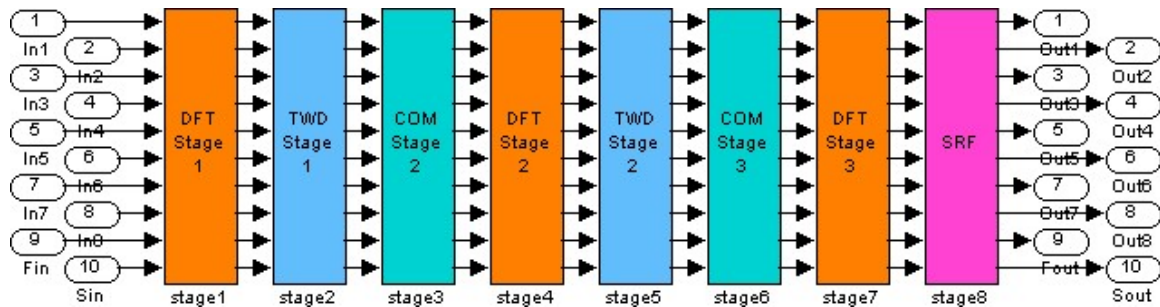 1
In1
2
In2
3
In3
4
In4
5
In5
6
In6
7
In7
8
In8
9
Fin
10
Sin
DFT
Stage
1
stage1
TWD
Stage
1
stage2
COM
Stage
2
stage3
DFT
Stage
2
stage4
TWD
Stage
2
stage5
COM
Stage
3
stage6
DFT
Stage
3
stage7
SRF
stage8
1
Out1
2
Out2
3
Out3
4
Out4
5
Out5
6
Out6
7
Out7
8
Out8
9
Fout
10
Sout